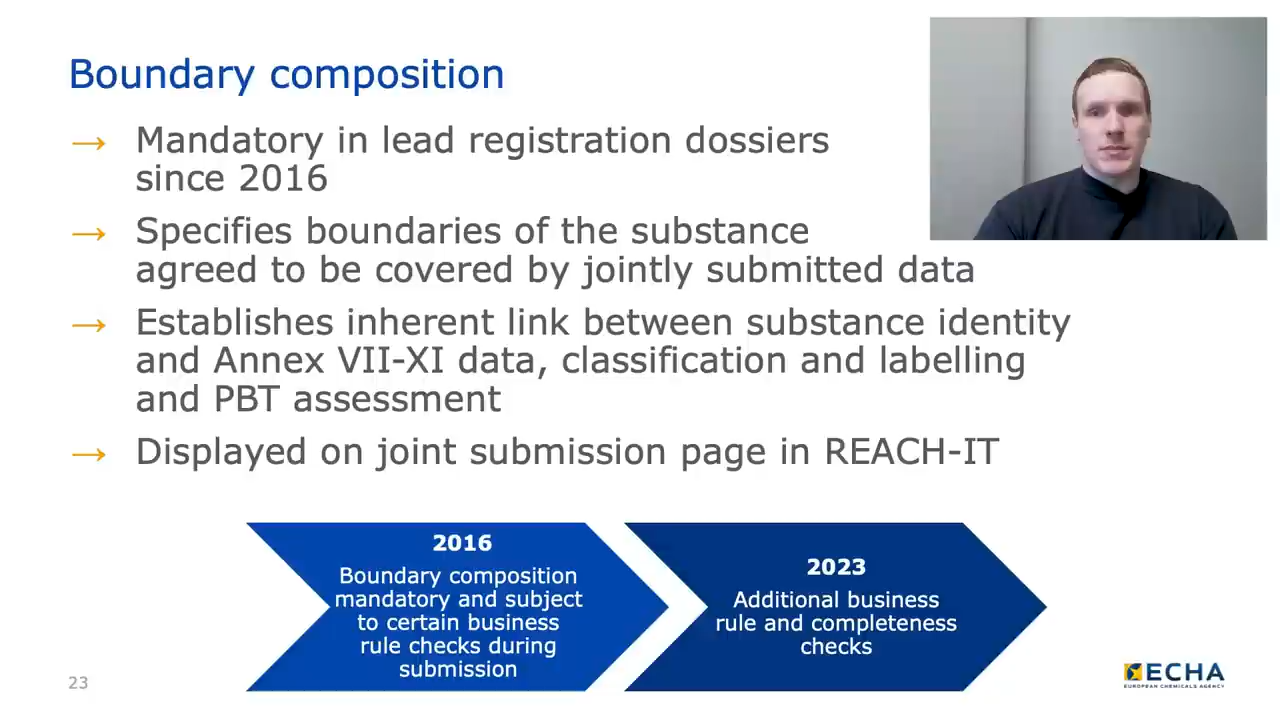 Boundary composition
→ Mandatory in lead registration dossiers
since 2016
→ Specifies boundaries of the substance
agreed to be covered by jointly submitted data
→ Establishes inherent link between substance identity
and Annex VII-XI data, classification and labelling
and PBT assessment
→ Displayed on joint submission page in REACH-IT
2016
Boundary composition
mandatory and subject
to certain business
rule checks during
submission
2023
Additional business
rule and completeness
checks
23
ECHA
EUROPEAN CHEMICALS AGENCY